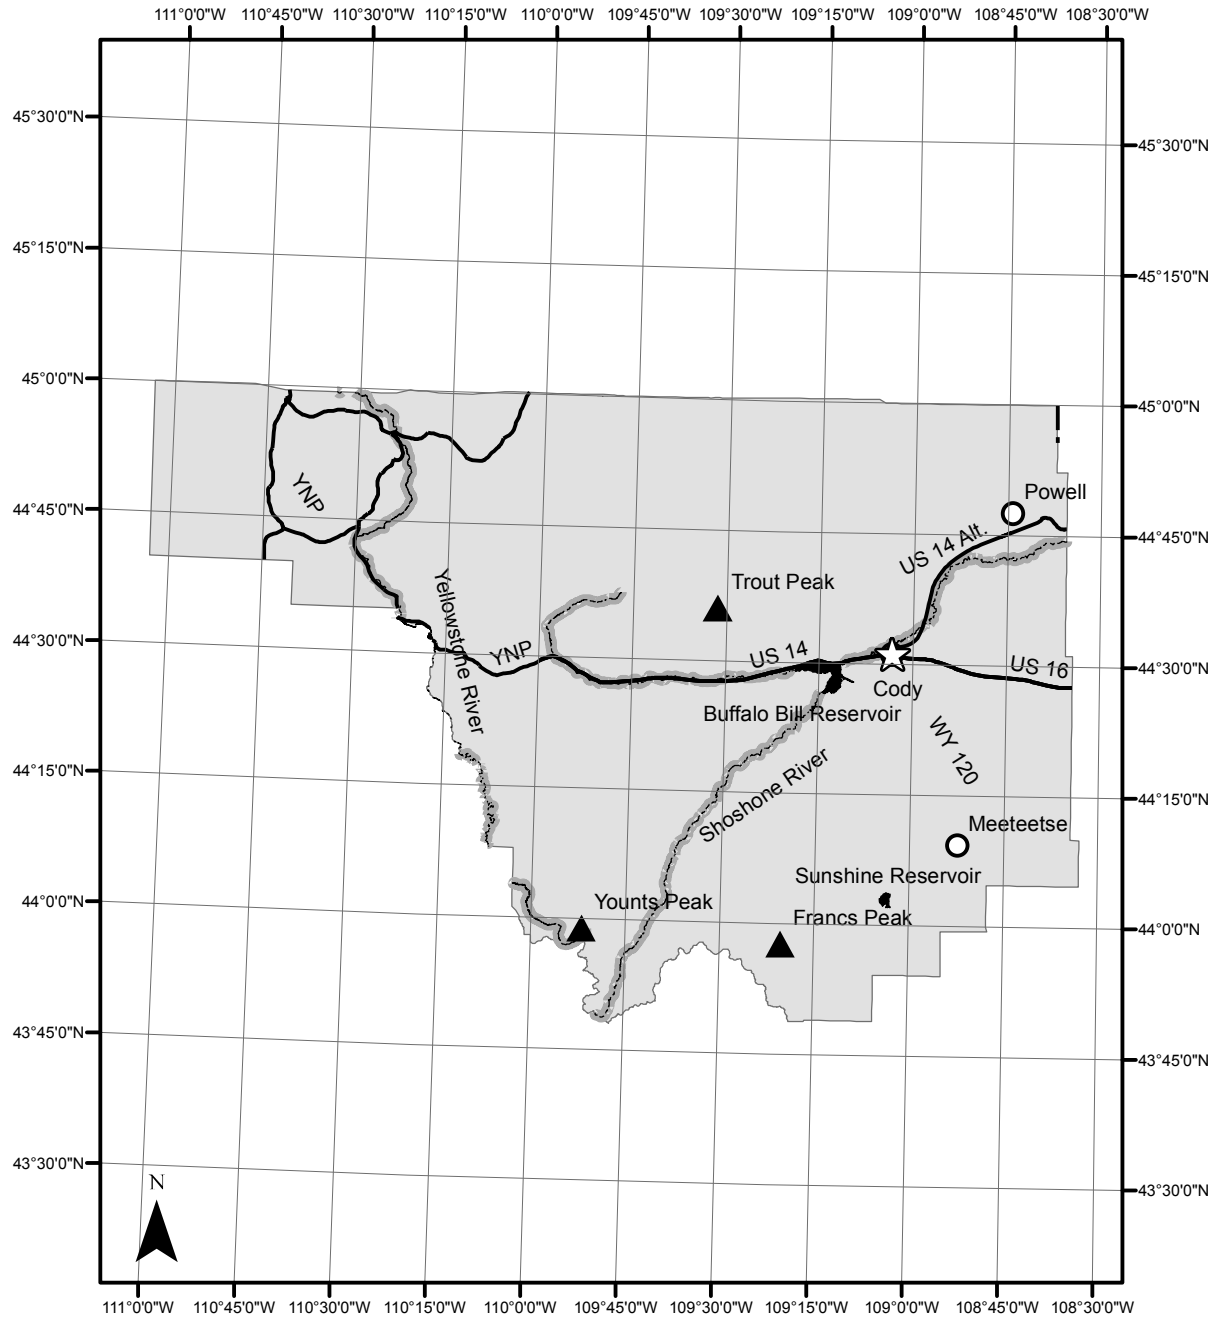 111°0'0"W 110°45'0"W 110°30'0"W 110°15'0"W 110°0'0"W 109°45'0"W 109°30'0"W 109°15'0"W 109°0'0"W 108°45'0"W 108°30'0"W
45°30'0"N
45°30'0"N
45°15'0"N
45°15'0"N
45°0'0"N
45°0'0"N
YNP
Powell
44°45'0"N
44°45'0"N
US 14 Alt.
Trout Peak
Yellowstone River
44°30'0"N
YNP
US 14
US 16
44°30'0"N
Cody
Buffalo Bill Reservoir
WY 120
44°15'0"N
Shoshone River
44°15'0"N
Meeteetse
Sunshine Reservoir
44°0'0"N
Younts Peak
Francs Peak
44°0'0"N
43°45'0"N
43°45'0"N
43°30'0"N
N
43°30'0"N
111°0'0"W 110°45'0"W 110°30'0"W 110°15'0"W 110°0'0"W 109°45'0"W 109°30'0"W 109°15'0"W 109°0'0"W 108°45'0"W 108°30'0"W